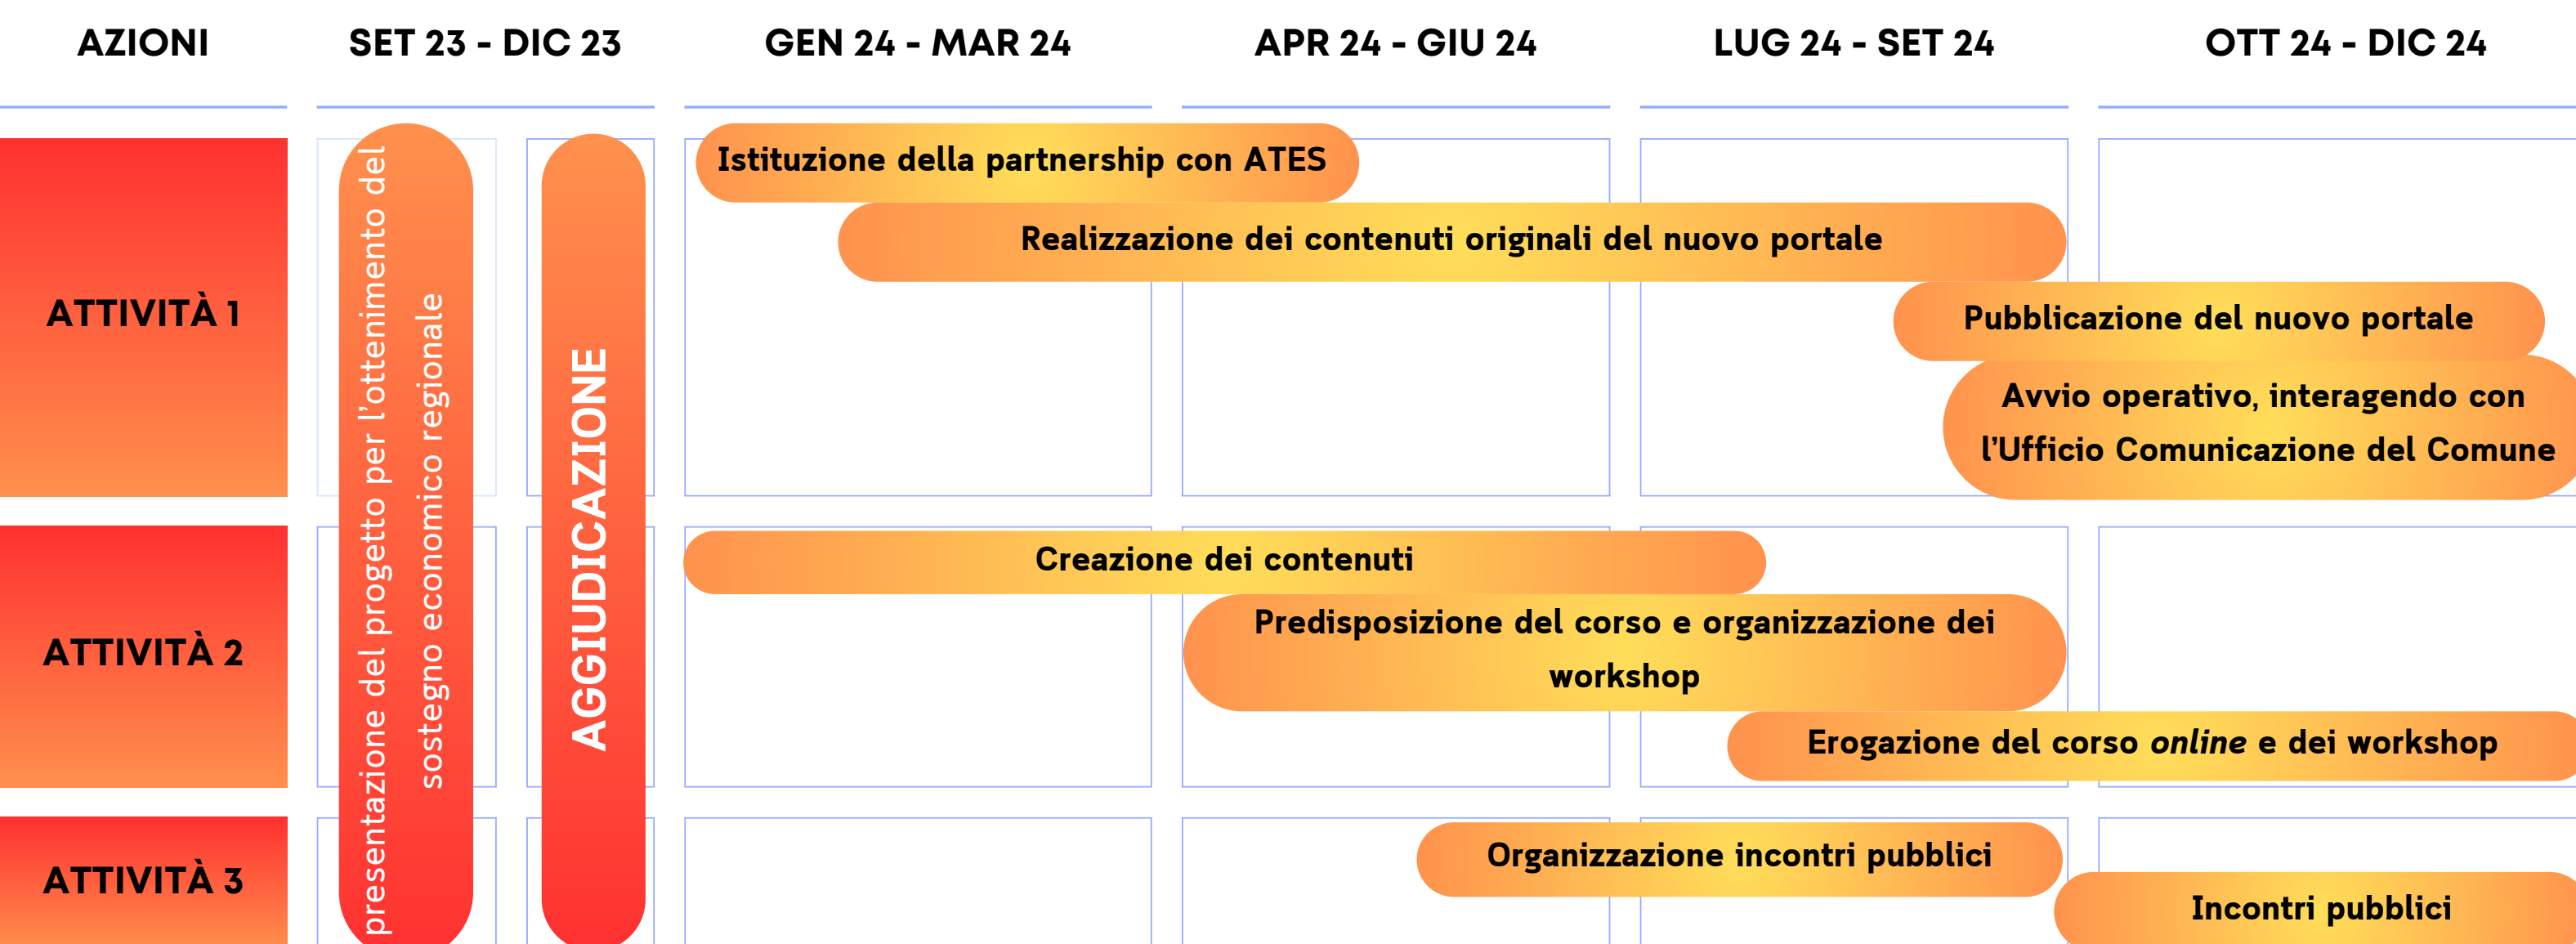 AZIONI
SET 23 - DIC 23
GEN 24 - MAR 24
APR 24 - GIU 24
LUG 24 - SET 24
OTT 24 - DIC 24
presentazione del progetto per l'ottenimento del
sostegno economico regionale
AGGIUDICAZIONE
ATTIVITÀ 1
Istituzione della partnership con ATES
Realizzazione dei contenuti originali del nuovo portale
Pubblicazione del nuovo portale
Avvio operativo, interagendo con
l'Ufficio Comunicazione del Comune
ATTIVITÀ 2
Creazione dei contenuti
Predisposizione del corso e organizzazione dei
workshop
Erogazione del corso online e dei workshop
ATTIVITÀ 3
Organizzazione incontri pubblici
Incontri pubblici